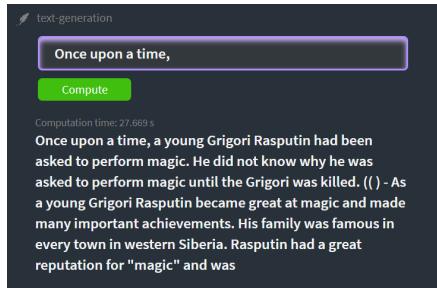 text-generation
Once upon a time,
Compute
Computation time: 27.669 s
Once upon a time, a young Grigori Rasputin had been
asked to perform magic. He did not know why he was
asked to perform magic until the Grigori was killed. (( ) - As
a young Grigori Rasputin became great at magic and made
many important achievements. His family was famous in
every town in western Siberia. Rasputin had a great
reputation for "magic" and was